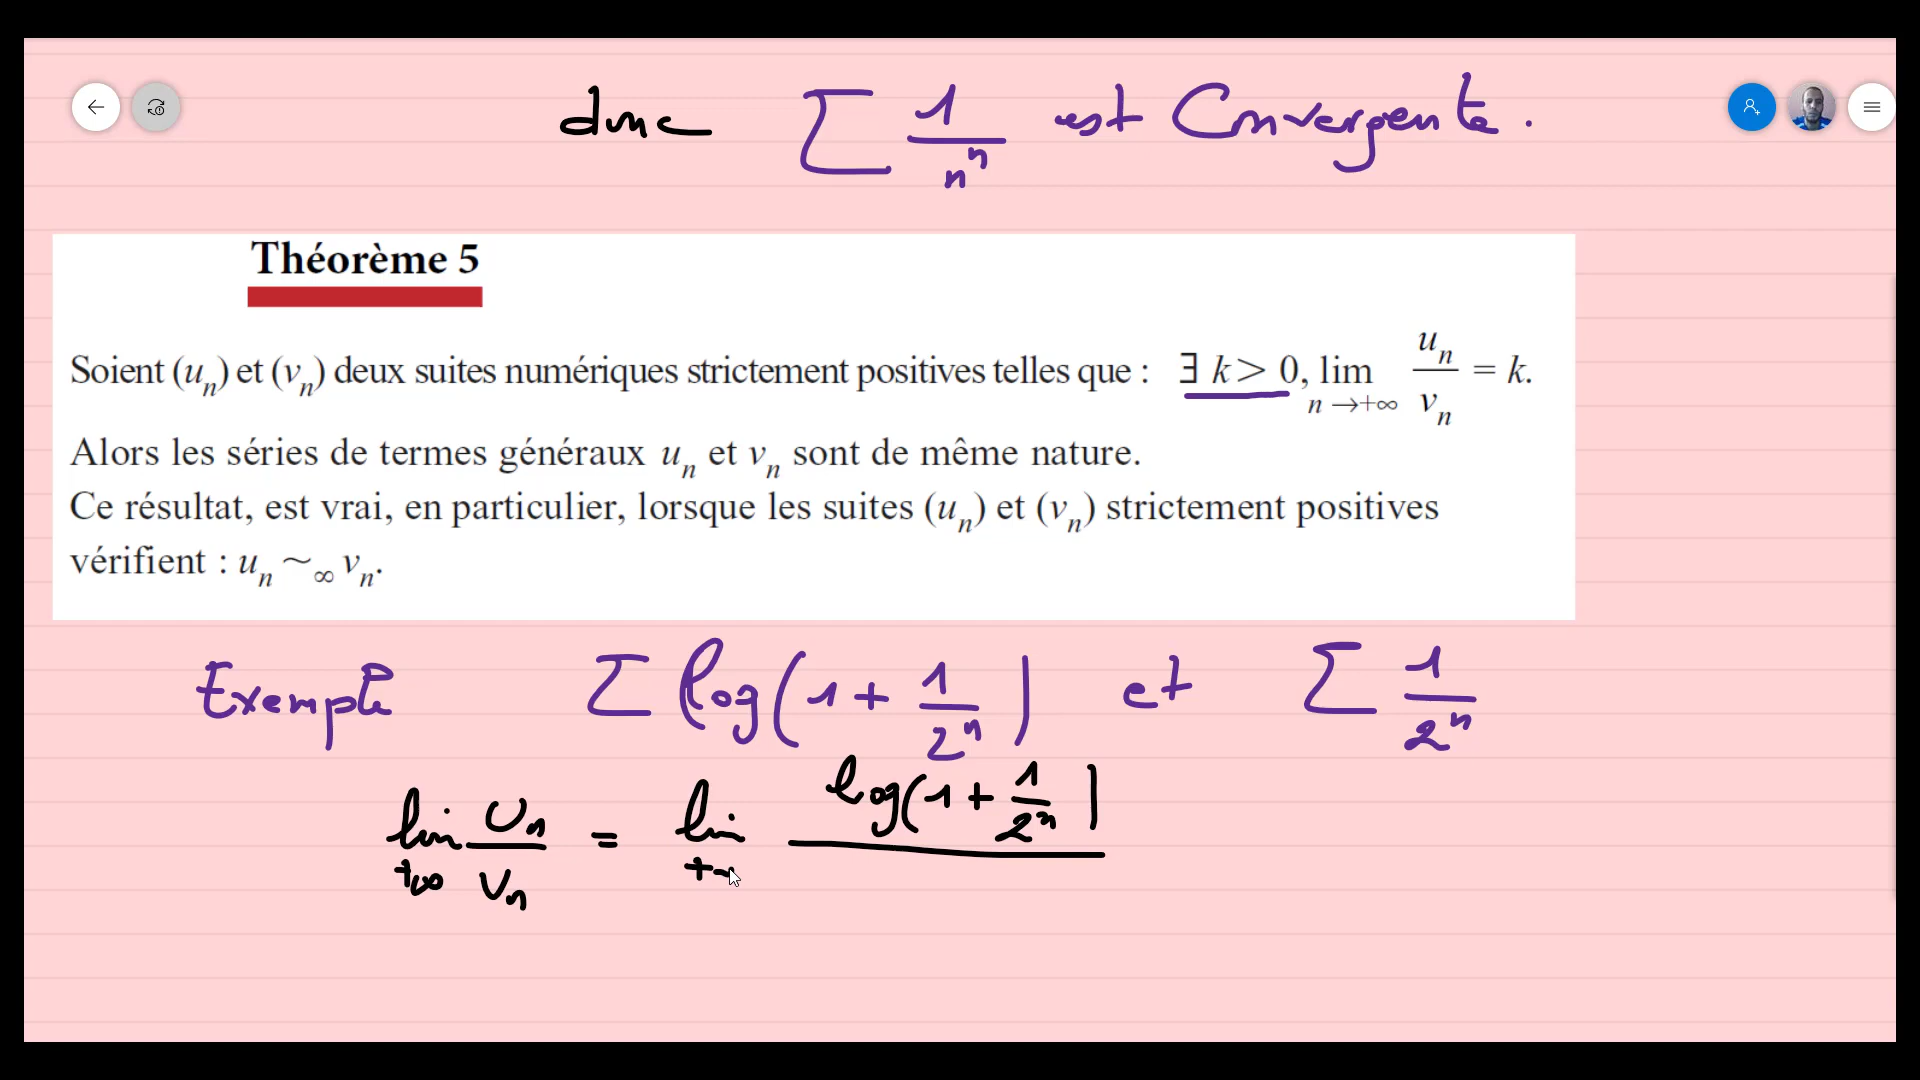 donc ∑ 1/n^n est Convergente.
Théorème 5
Soient (u_n) et (v_n) deux suites numériques strictement positives telles que : ∃ k > 0, lim_{n→+∞} u_n/v_n = k.
Alors les séries de termes généraux u_n et v_n sont de même nature.
Ce résultat, est vrai, en particulier, lorsque les suites (u_n) et (v_n) strictement positives
vérifient : u_n ∼_∞ v_n.
Exemple ∑ log(1 + 1/2^n) et ∑ 1/2^n
lim_{+∞} U_n/V_n = lim_{+∞} log(1 + 1/2^n)